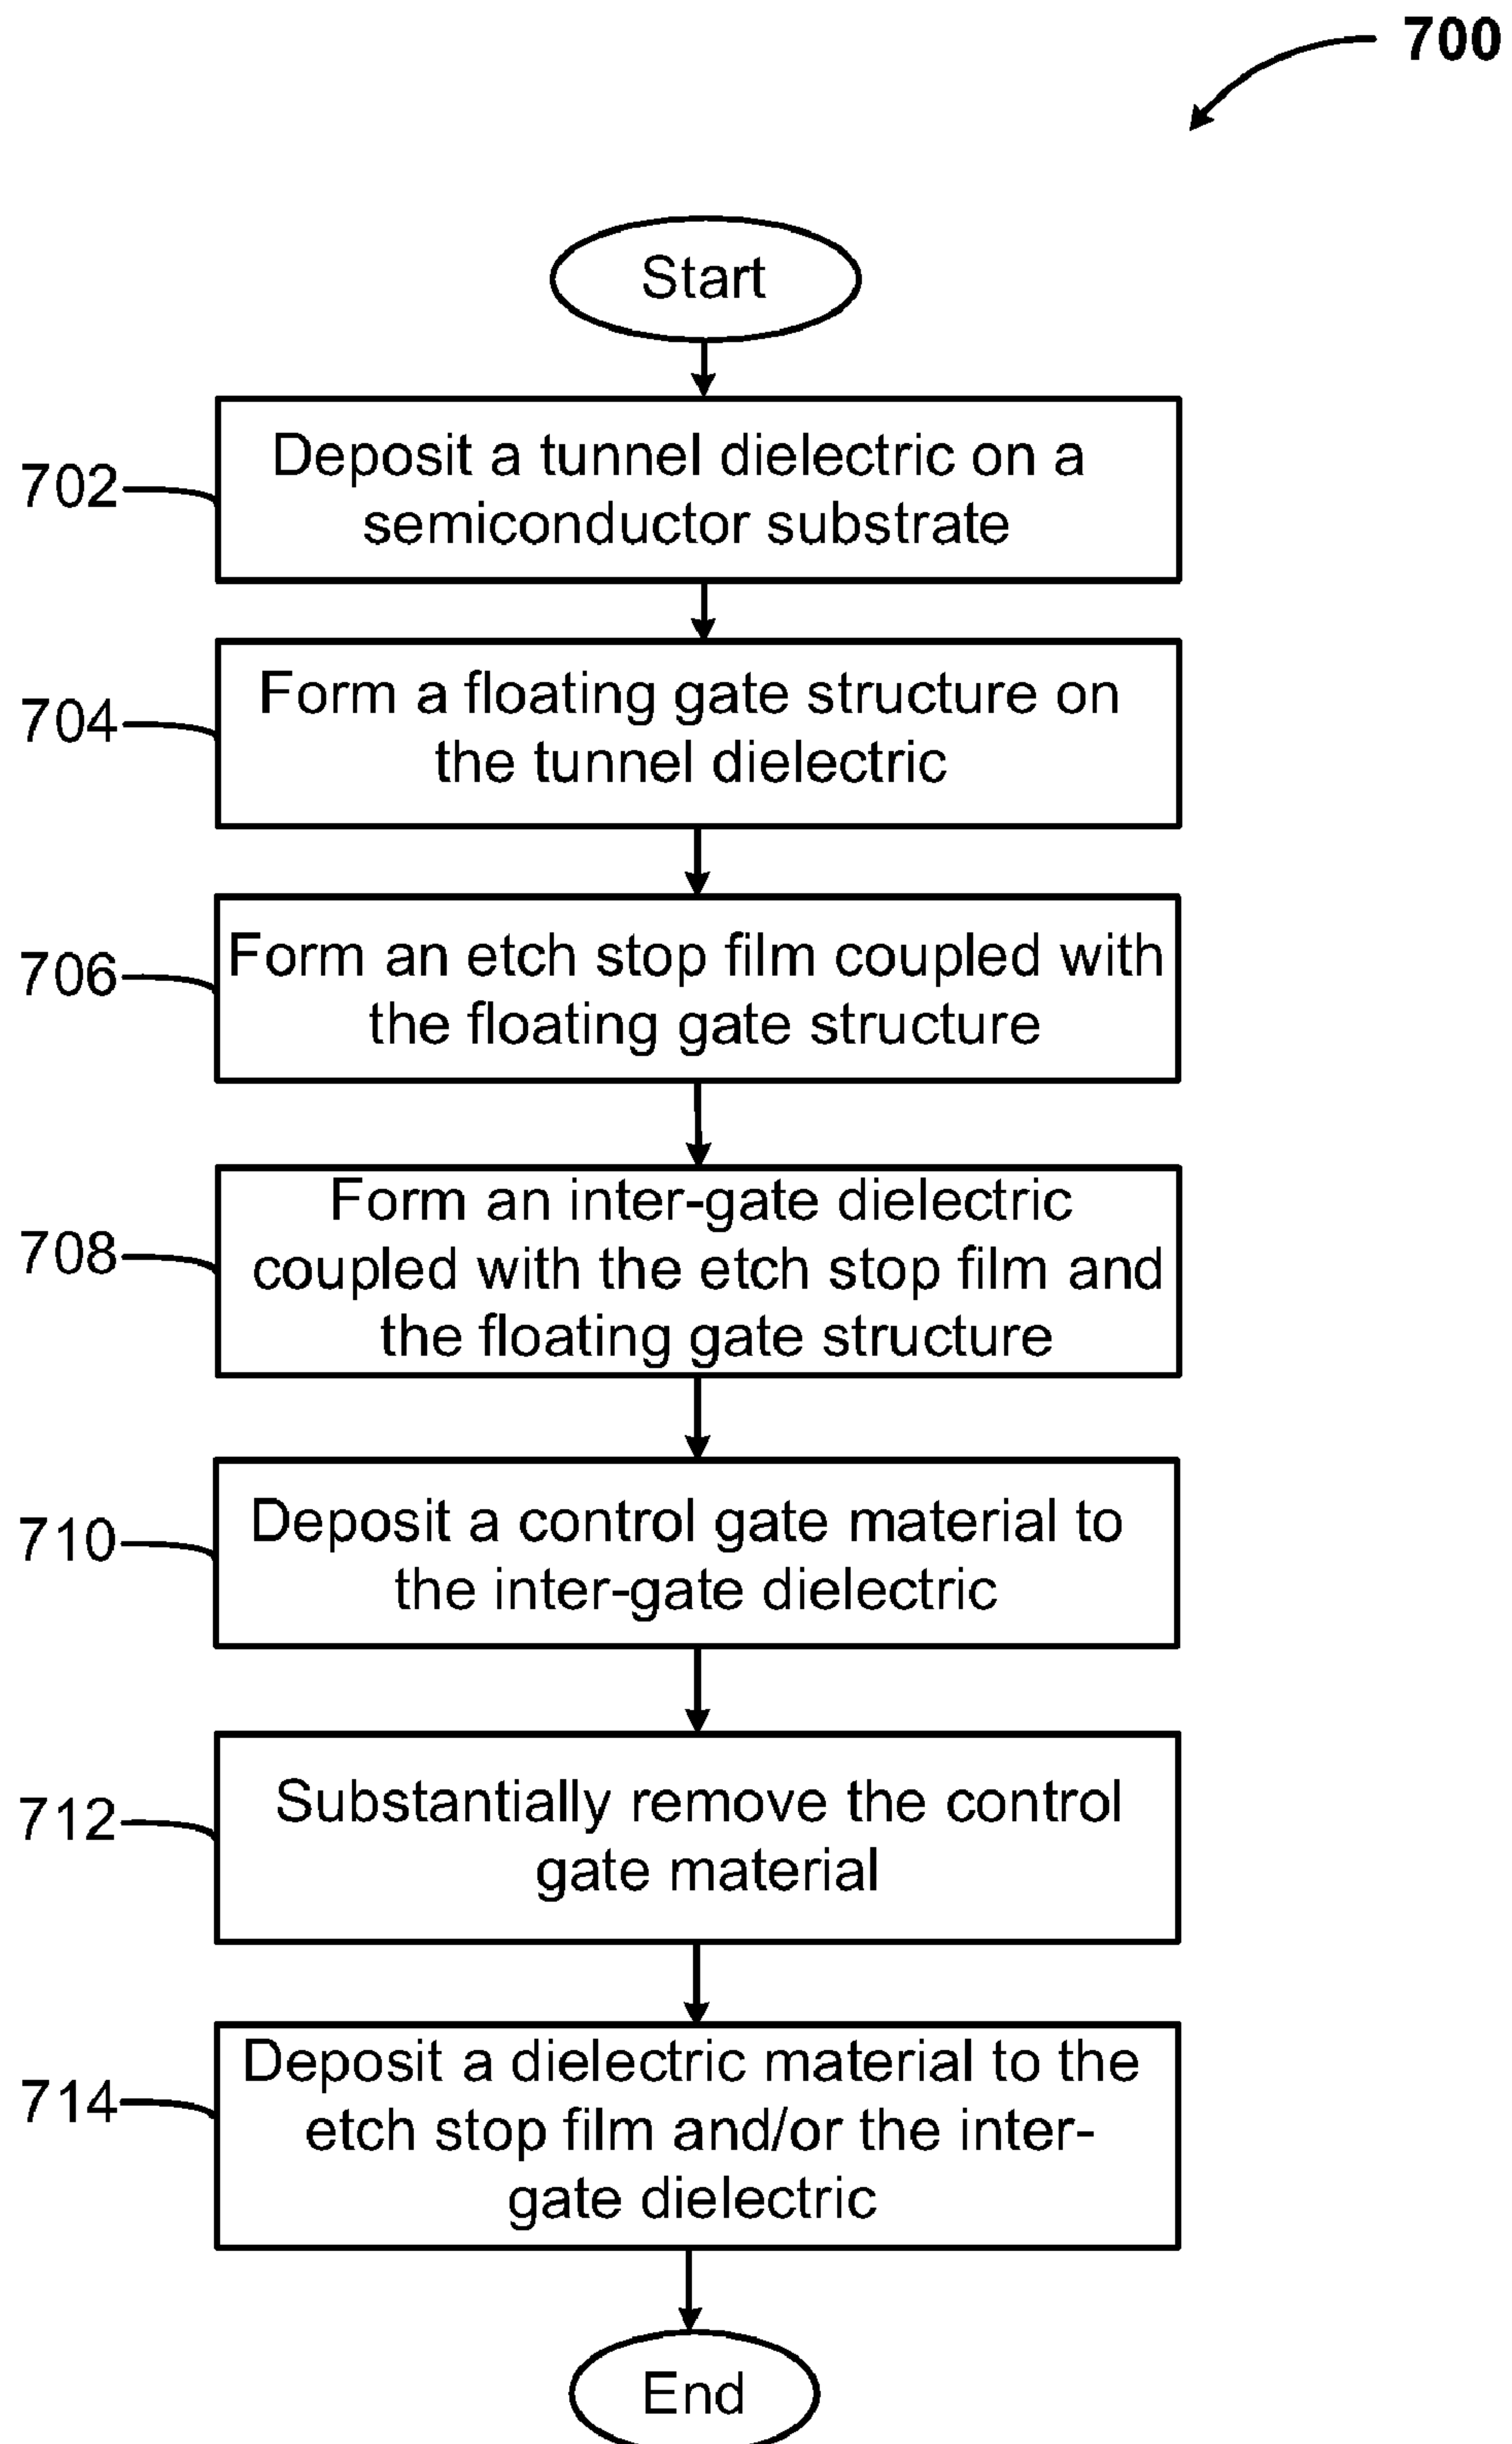 700
Start
702
Deposit a tunnel dielectric on a
semiconductor substrate
704
Form a floating gate structure on
the tunnel dielectric
706
Form an etch stop film coupled with
the floating gate structure
708
Form an inter-gate dielectric
coupled with the etch stop film and
the floating gate structure
710
Deposit a control gate material to
the inter-gate dielectric
712
Substantially remove the control
gate material
714
Deposit a dielectric material to the
etch stop film and/or the inter-
gate dielectric
End